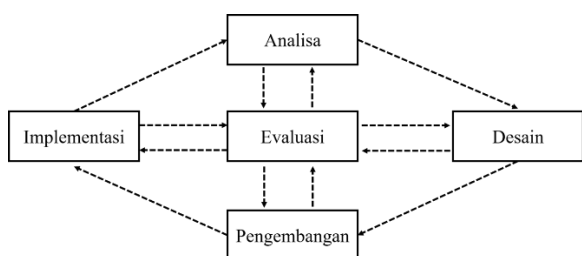 Analisa
Implementasi
Evaluasi
Desain
Pengembangan